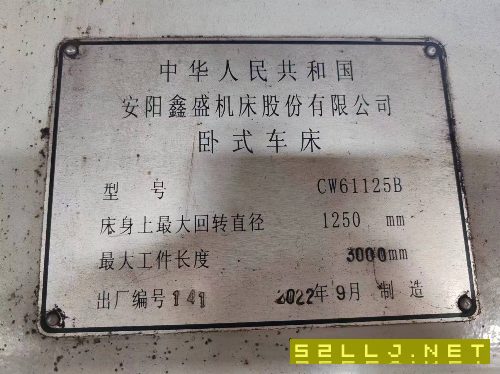 中华人民共和国
安阳鑫盛机床股份有限公司
卧式车床
型 号 CW61125B
床身上最大回转直径 1250 mm
最大工件长度 3000mm
出厂编号 141 2022年9月 制造
52LLJ.NET